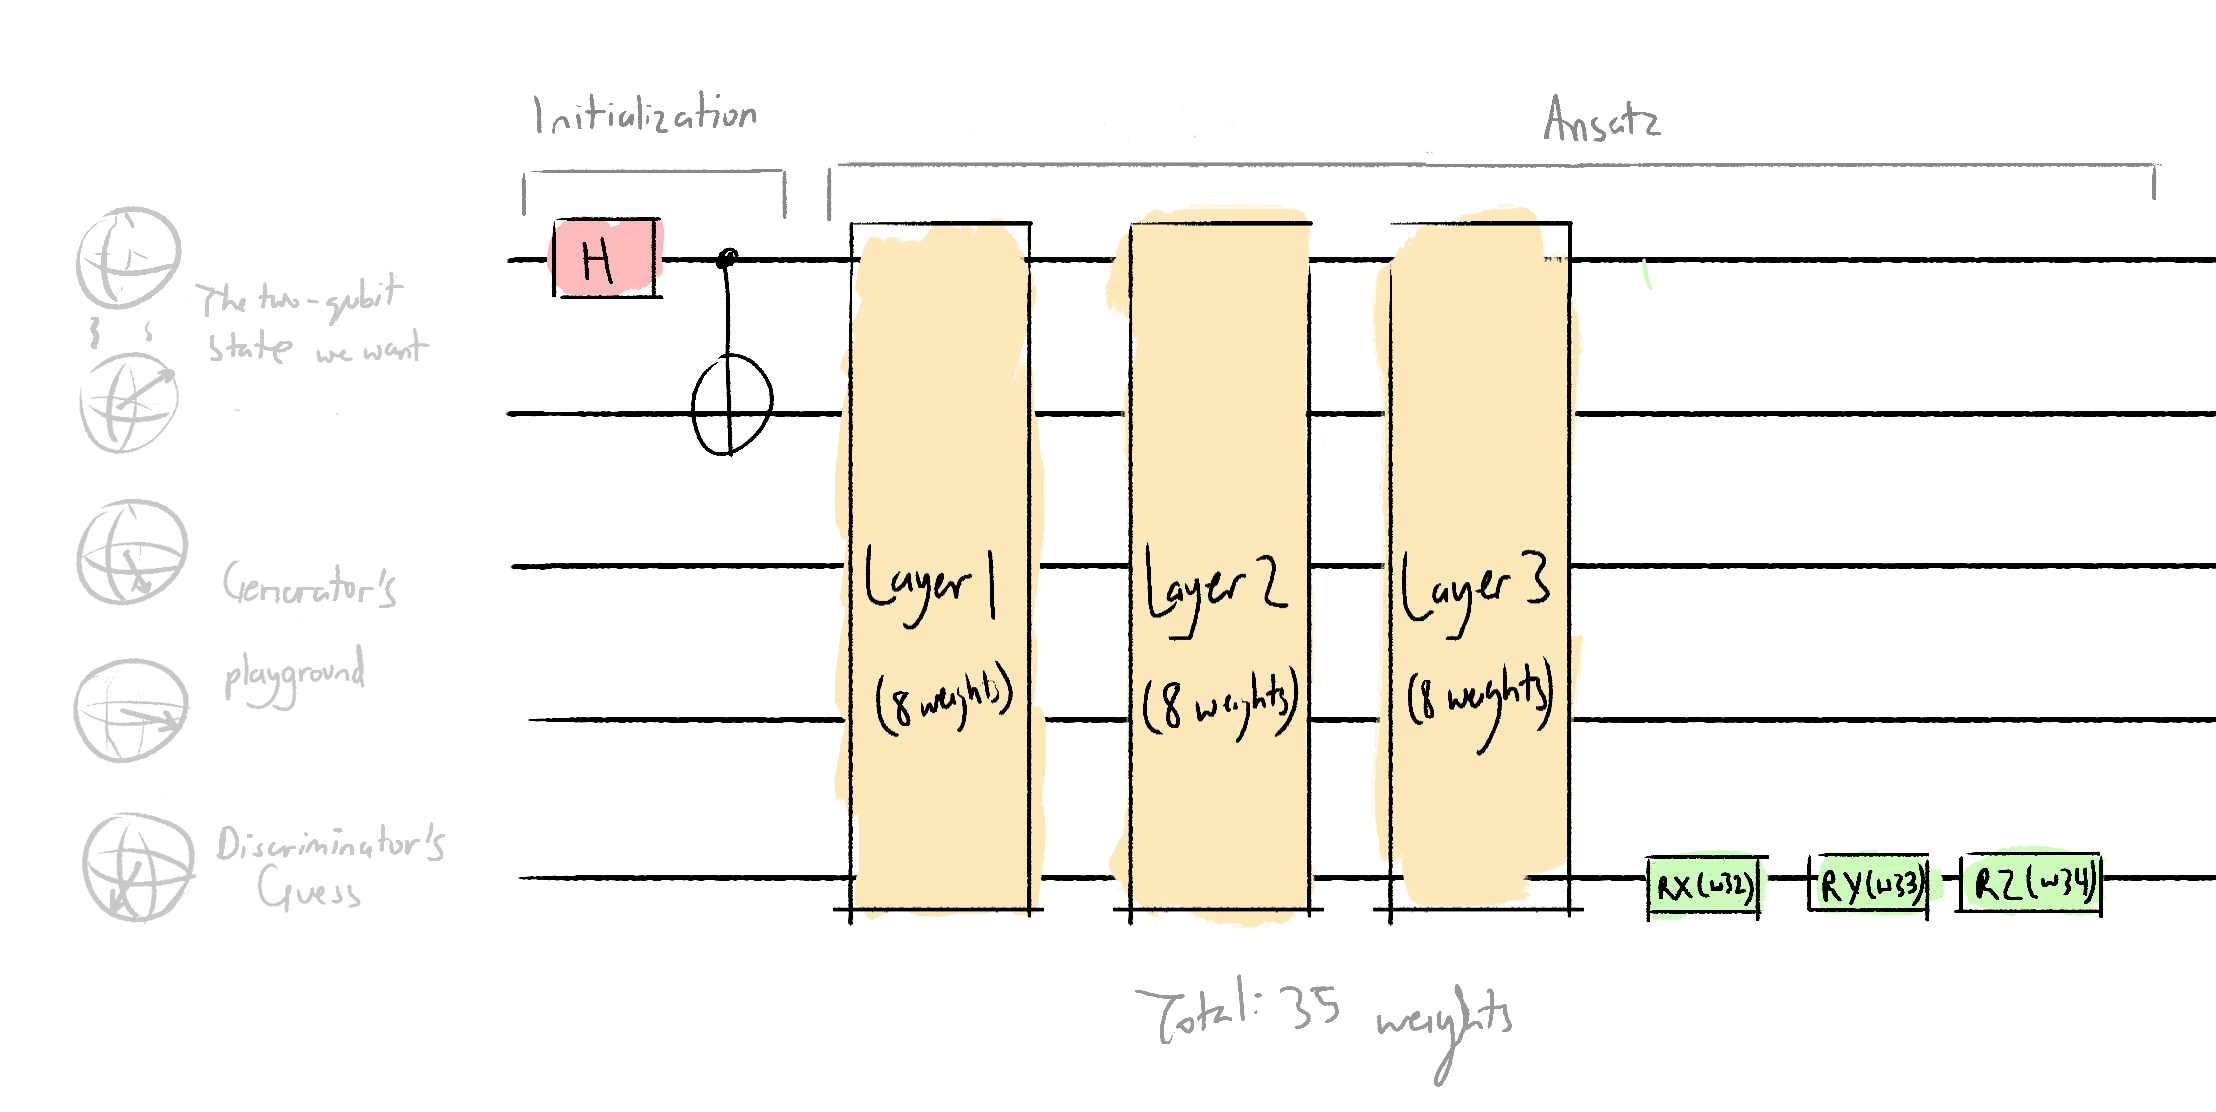 Initialization
Ansatz
H
The two-qubit
state we want
Generator's
playground
Discriminator's
Guess
Layer 1
(8 weights)
Layer 2
(8 weights)
Layer 3
(8 weights)
RX(w32)
RY(w33)
RZ(w34)
Total: 35 weights